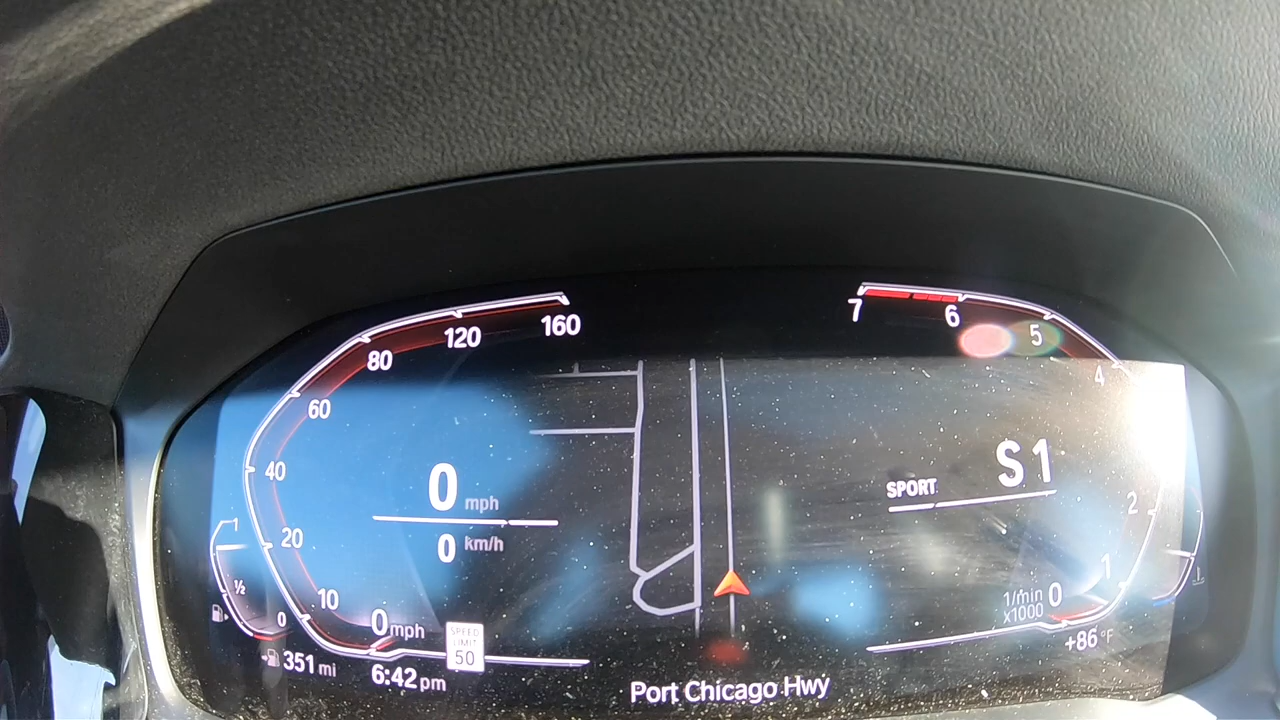 160
120
80
60
40
20
10
0 mph
0 mph
0 km/h
1
1/2
0
351 mi
6:42 pm
SPEED
LIMIT
50
Port Chicago Hwy
7
6
5
4
2
1
0
SPORT
S 1
1/min
x1000
+86 °F